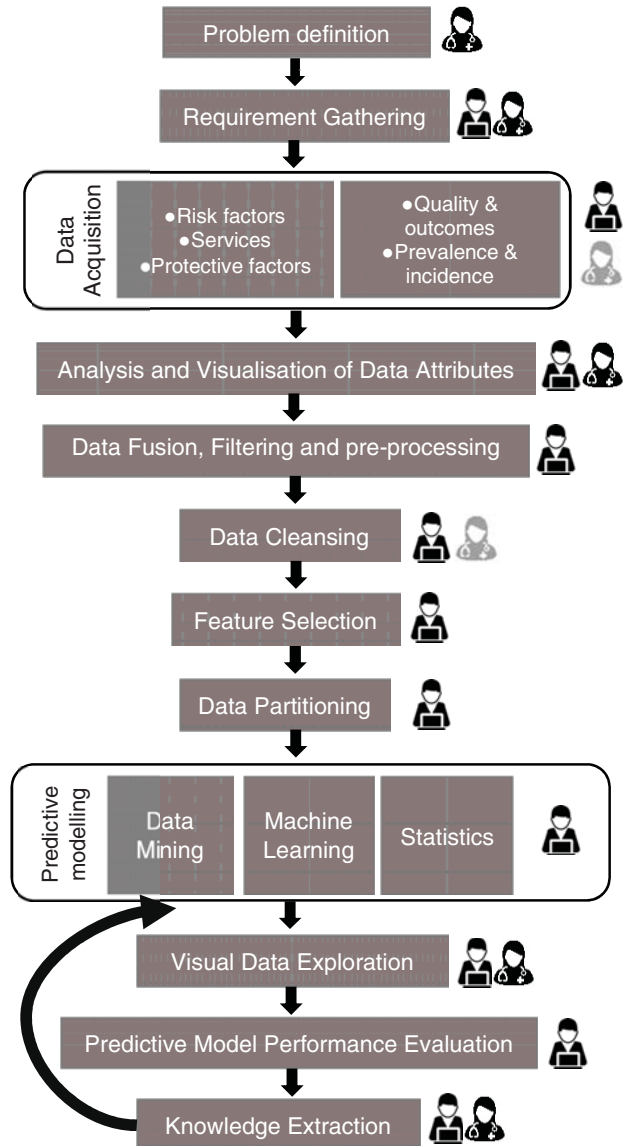 Problem definition
Requirement Gathering
Data
Acquisition
●Risk factors
●Services
●Protective factors
●Quality &
outcomes
●Prevalence &
incidence
Analysis and Visualisation of Data Attributes
Data Fusion, Filtering and pre-processing
Data Cleansing
Feature Selection
Data Partitioning
Predictive
modelling
Data
Mining
Machine
Learning
Statistics
Visual Data Exploration
Predictive Model Performance Evaluation
Knowledge Extraction